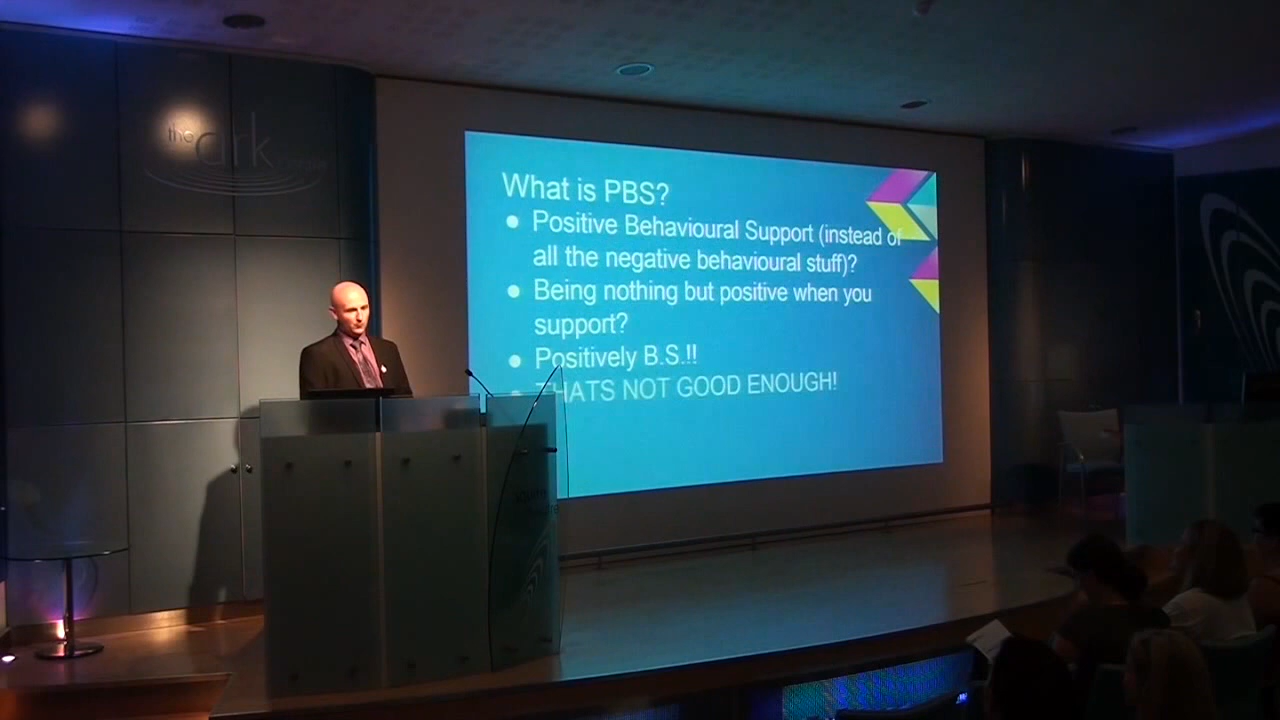 the ark
What is PBS?
● Positive Behavioural Support (instead of
all the negative behavioural stuff)?
● Being nothing but positive when you
support?
● Positively B.S.!!
● THATS NOT GOOD ENOUGH!